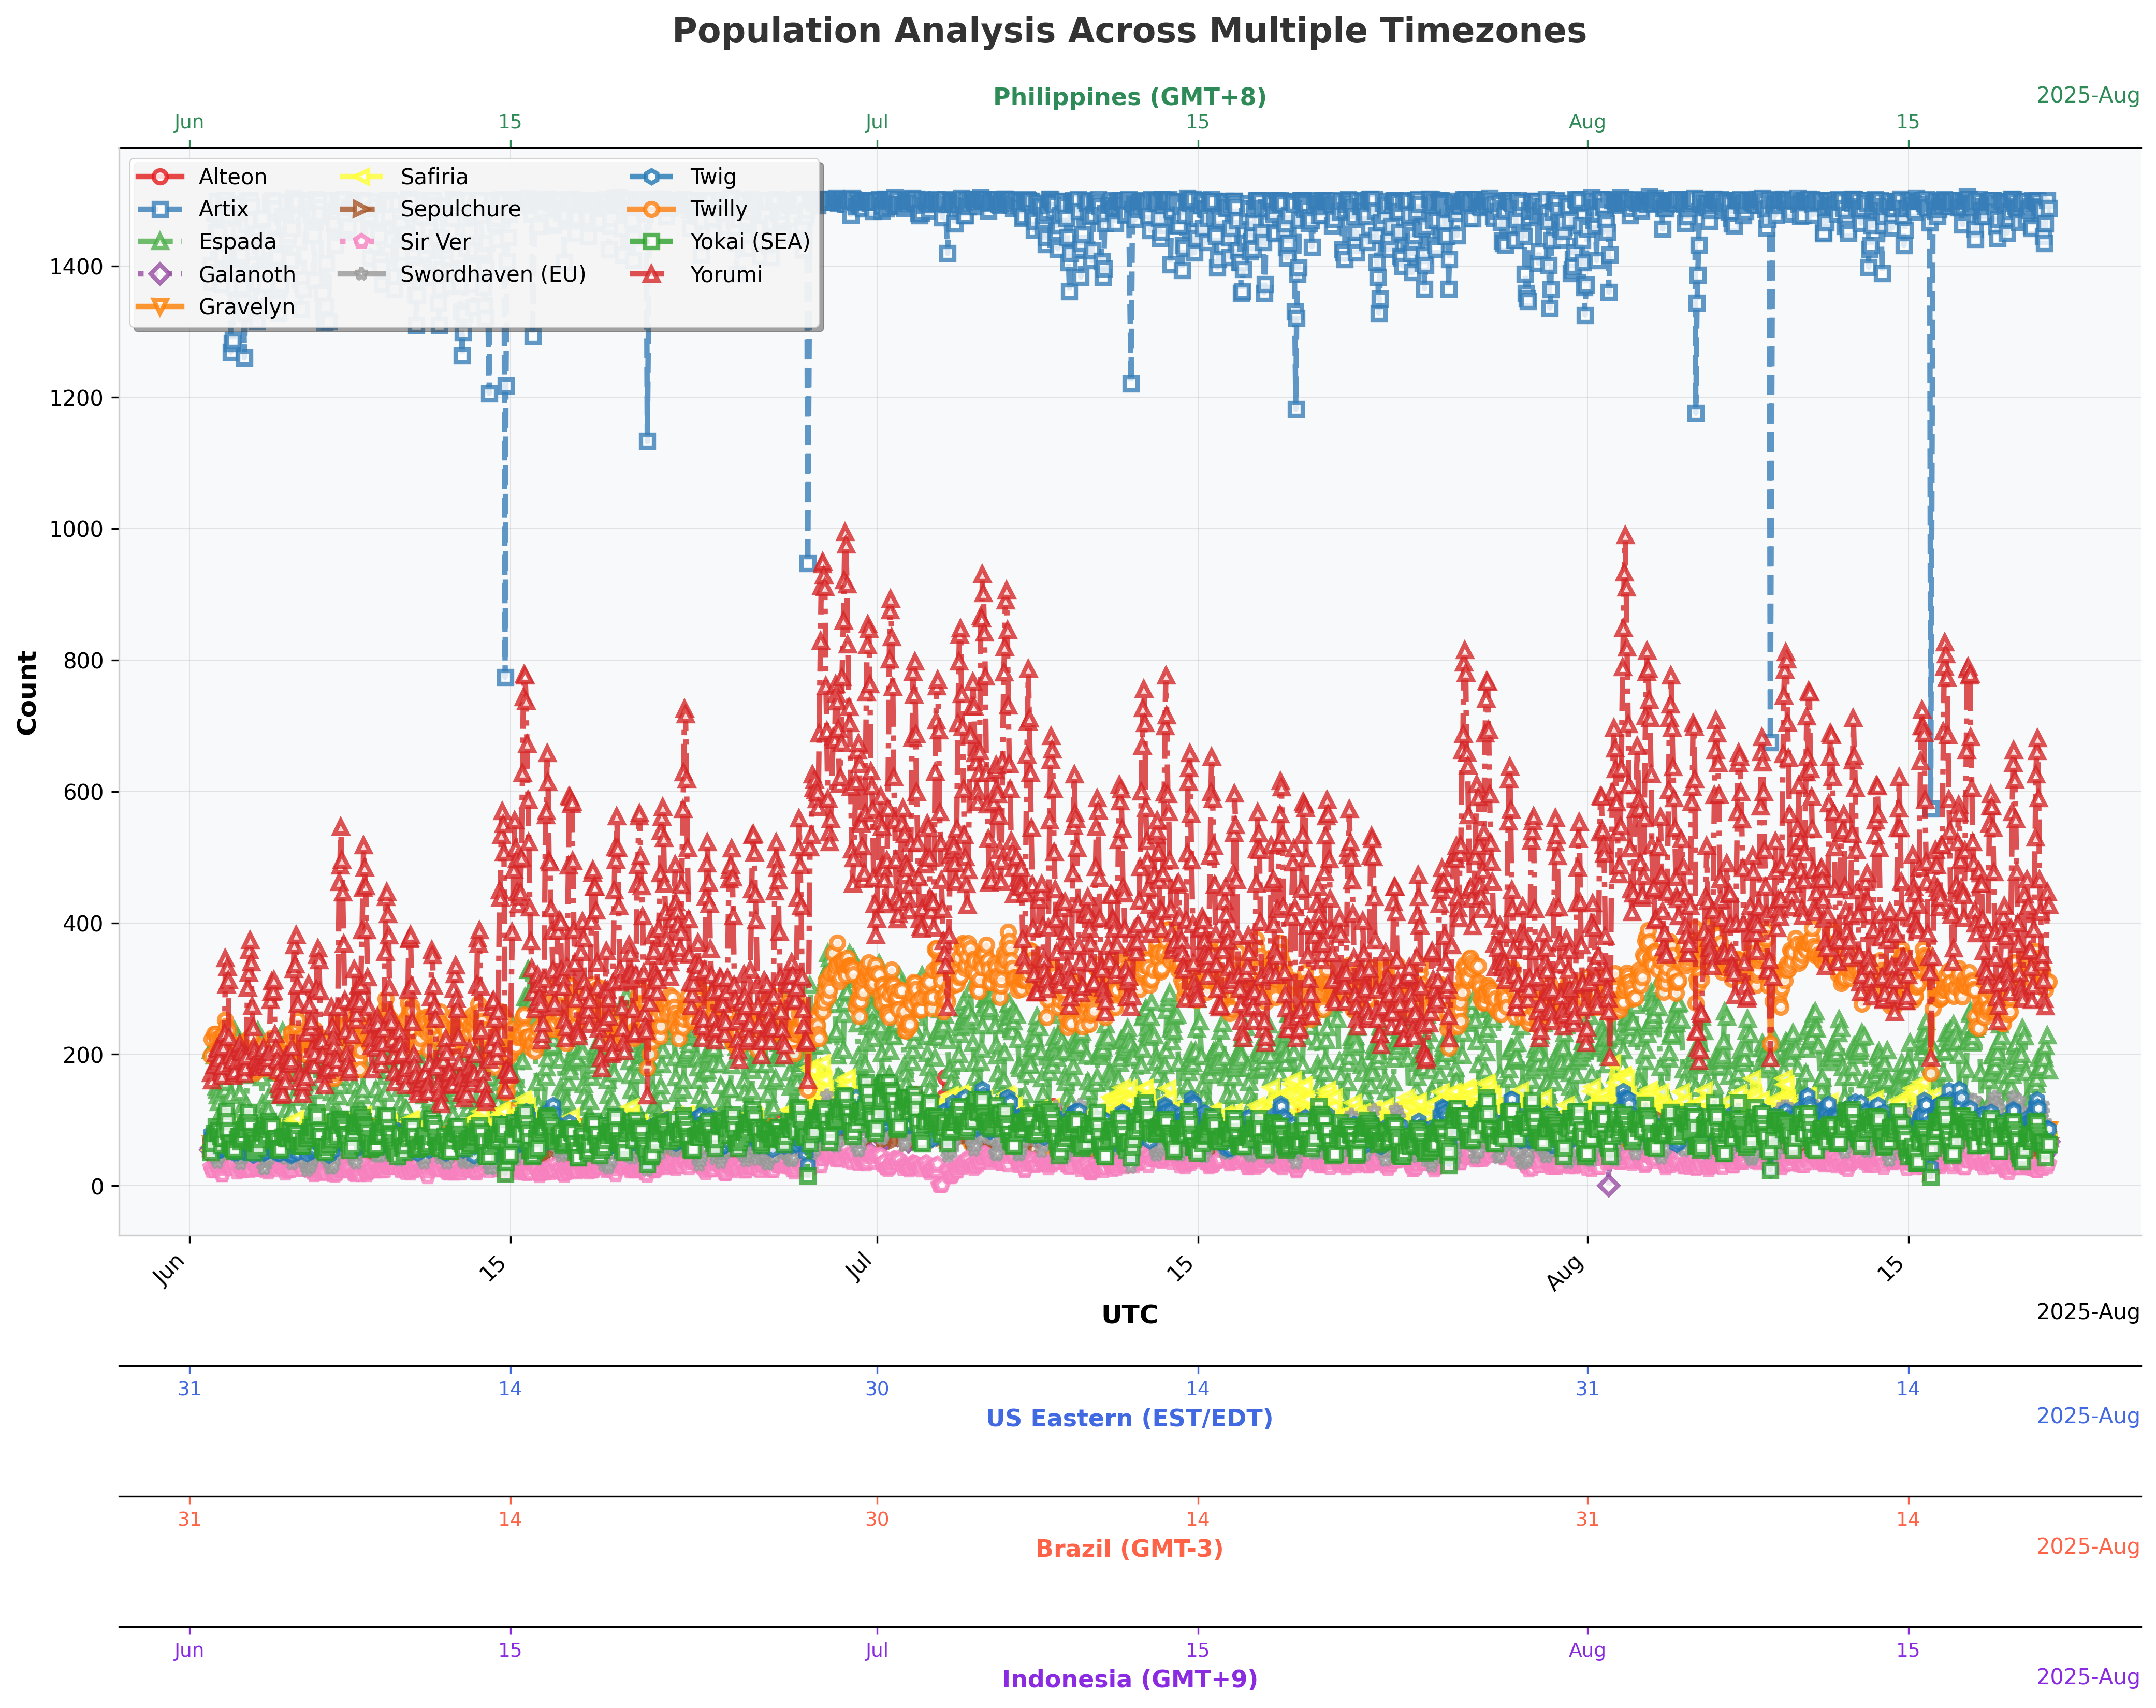 Population Analysis Across Multiple Timezones
Philippines (GMT+8)
2025-Aug
Jun 15 Jul 15 Aug 15
Alteon
Artix
Espada
Galanoth
Gravelyn
Safiria
Sepulchure
Sir Ver
Swordhaven (EU)
Twig
Twilly
Yokai (SEA)
Yorumi
Count
1400
1200
1000
800
600
400
200
0
Jun 15 Jul 15 Aug 15
UTC
2025-Aug
31 14 30 14 31 14
US Eastern (EST/EDT)
2025-Aug
31 14 30 14 31 14
Brazil (GMT-3)
2025-Aug
Jun 15 Jul 15 Aug 15
Indonesia (GMT+9)
2025-Aug